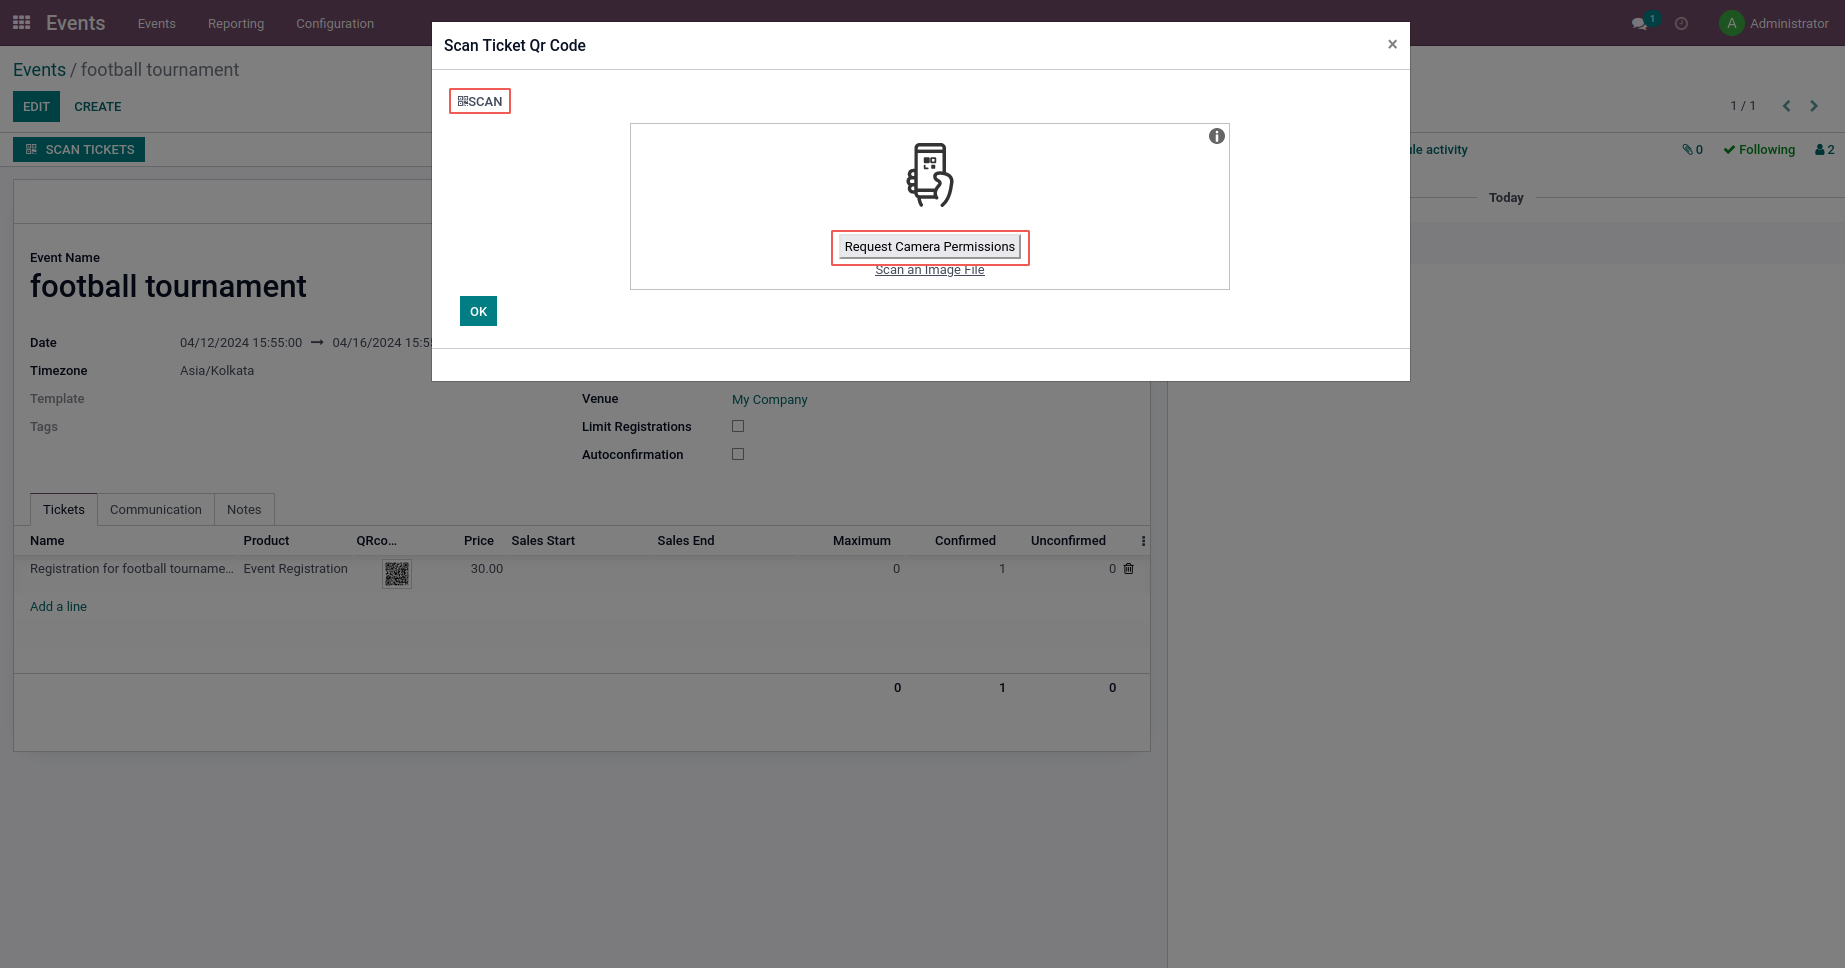 Events Events Reporting Configuration 1 A Administrator
Scan Ticket Qr Code ×
Events / football tournament
EDIT CREATE 1 / 1
SCAN
SCAN TICKETS activity 0 Following 2
Today
Request Camera Permissions
Scan an Image File
OK
Event Name
football tournament
Date 04/12/2024 15:55:00 → 04/16/2024
Timezone Asia/Kolkata
Template Venue My Company
Tags Limit Registrations
Autoconfirmation
Tickets Communication Notes
Name Product QRco... Price Sales Start Sales End Maximum Confirmed Unconfirmed
Registration for football tourname... Event Registration 30.00 0 1 0
Add a line
0 1 0